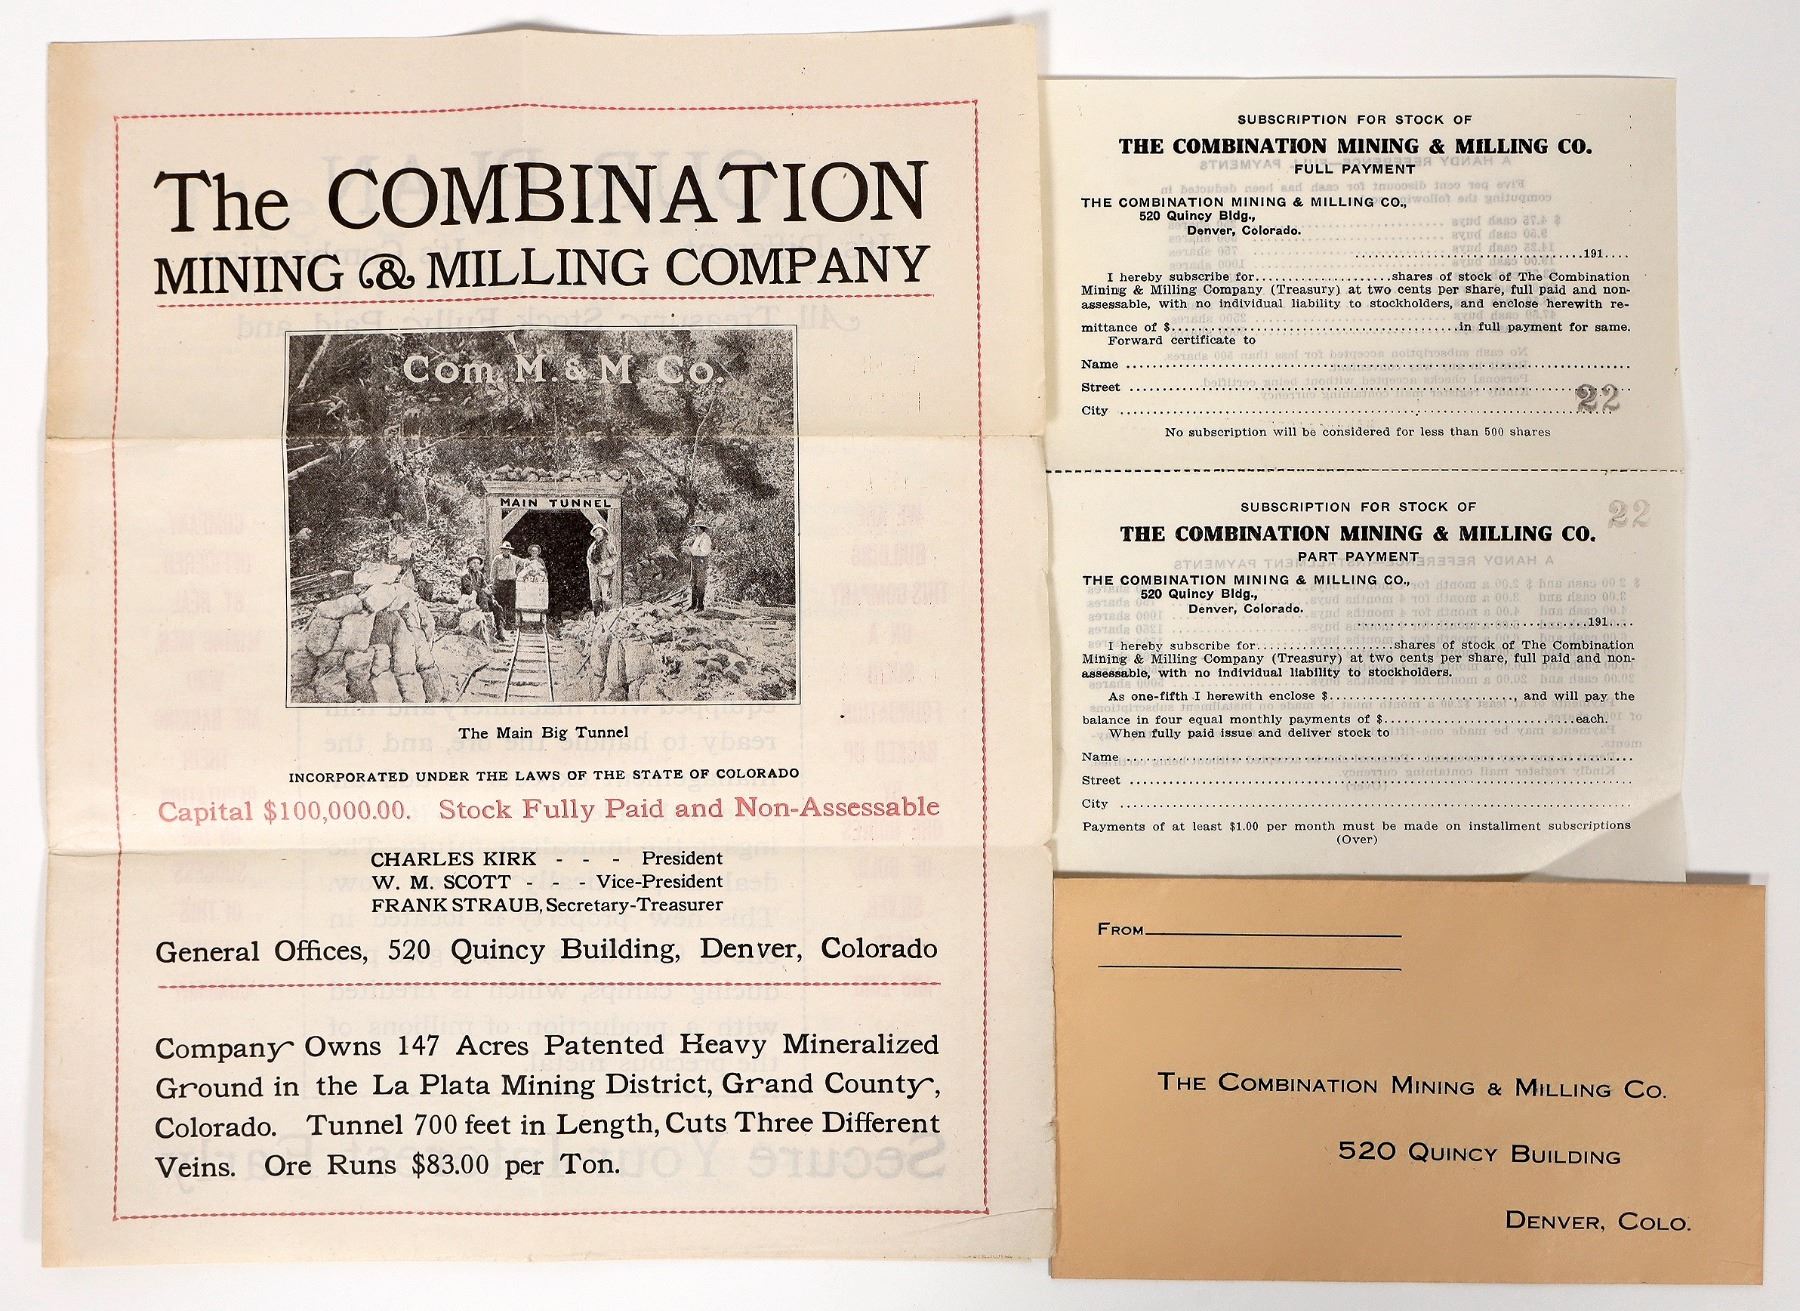 The COMBINATION
MINING & MILLING COMPANY
Com. M. & M. Co.
MAIN TUNNEL
The Main Big Tunnel
INCORPORATED UNDER THE LAWS OF THE STATE OF COLORADO
Capital $100,000.00. Stock Fully Paid and Non-Assessable
CHARLES KIRK - - - President
W. M. SCOTT - - - Vice-President
FRANK STRAUB, Secretary-Treasurer
General Offices, 520 Quincy Building, Denver, Colorado
Company Owns 147 Acres Patented Heavy Mineralized
Ground in the La Plata Mining District, Grand County,
Colorado. Tunnel 700 feet in Length, Cuts Three Different
Veins. Ore Runs $83.00 per Ton.
SUBSCRIPTION FOR STOCK OF
THE COMBINATION MINING & MILLING CO.
FULL PAYMENT
THE COMBINATION MINING & MILLING CO.,
520 Quincy Bldg.,
Denver, Colorado.
........................................191....
I hereby subscribe for.......................shares of stock of The Combination
Mining & Milling Company (Treasury) at two cents per share, full paid and non-
assessable, with no individual liability to stockholders, and enclose herewith re-
mittance of $................................................in full payment for same.
Forward certificate to
Name ................................................................
Street ................................................................
22
City ................................................................
No subscription will be considered for less than 500 shares
SUBSCRIPTION FOR STOCK OF
22
THE COMBINATION MINING & MILLING CO.
PART PAYMENT
THE COMBINATION MINING & MILLING CO.,
520 Quincy Bldg.,
Denver, Colorado.
........................................191....
I hereby subscribe for.......................shares of stock of The Combination
Mining & Milling Company (Treasury) at two cents per share, full paid and non-
assessable, with no individual liability to stockholders.
As one-fifth I herewith enclose $..............................., and will pay the
balance in four equal monthly payments of $................................each.
When fully paid issue and deliver stock to
Name ................................................................
Street ................................................................
City ................................................................
Payments of at least $1.00 per month must be made on installment subscriptions
(Over)
FROM
THE COMBINATION MINING & MILLING CO.
520 QUINCY BUILDING
DENVER, COLO.